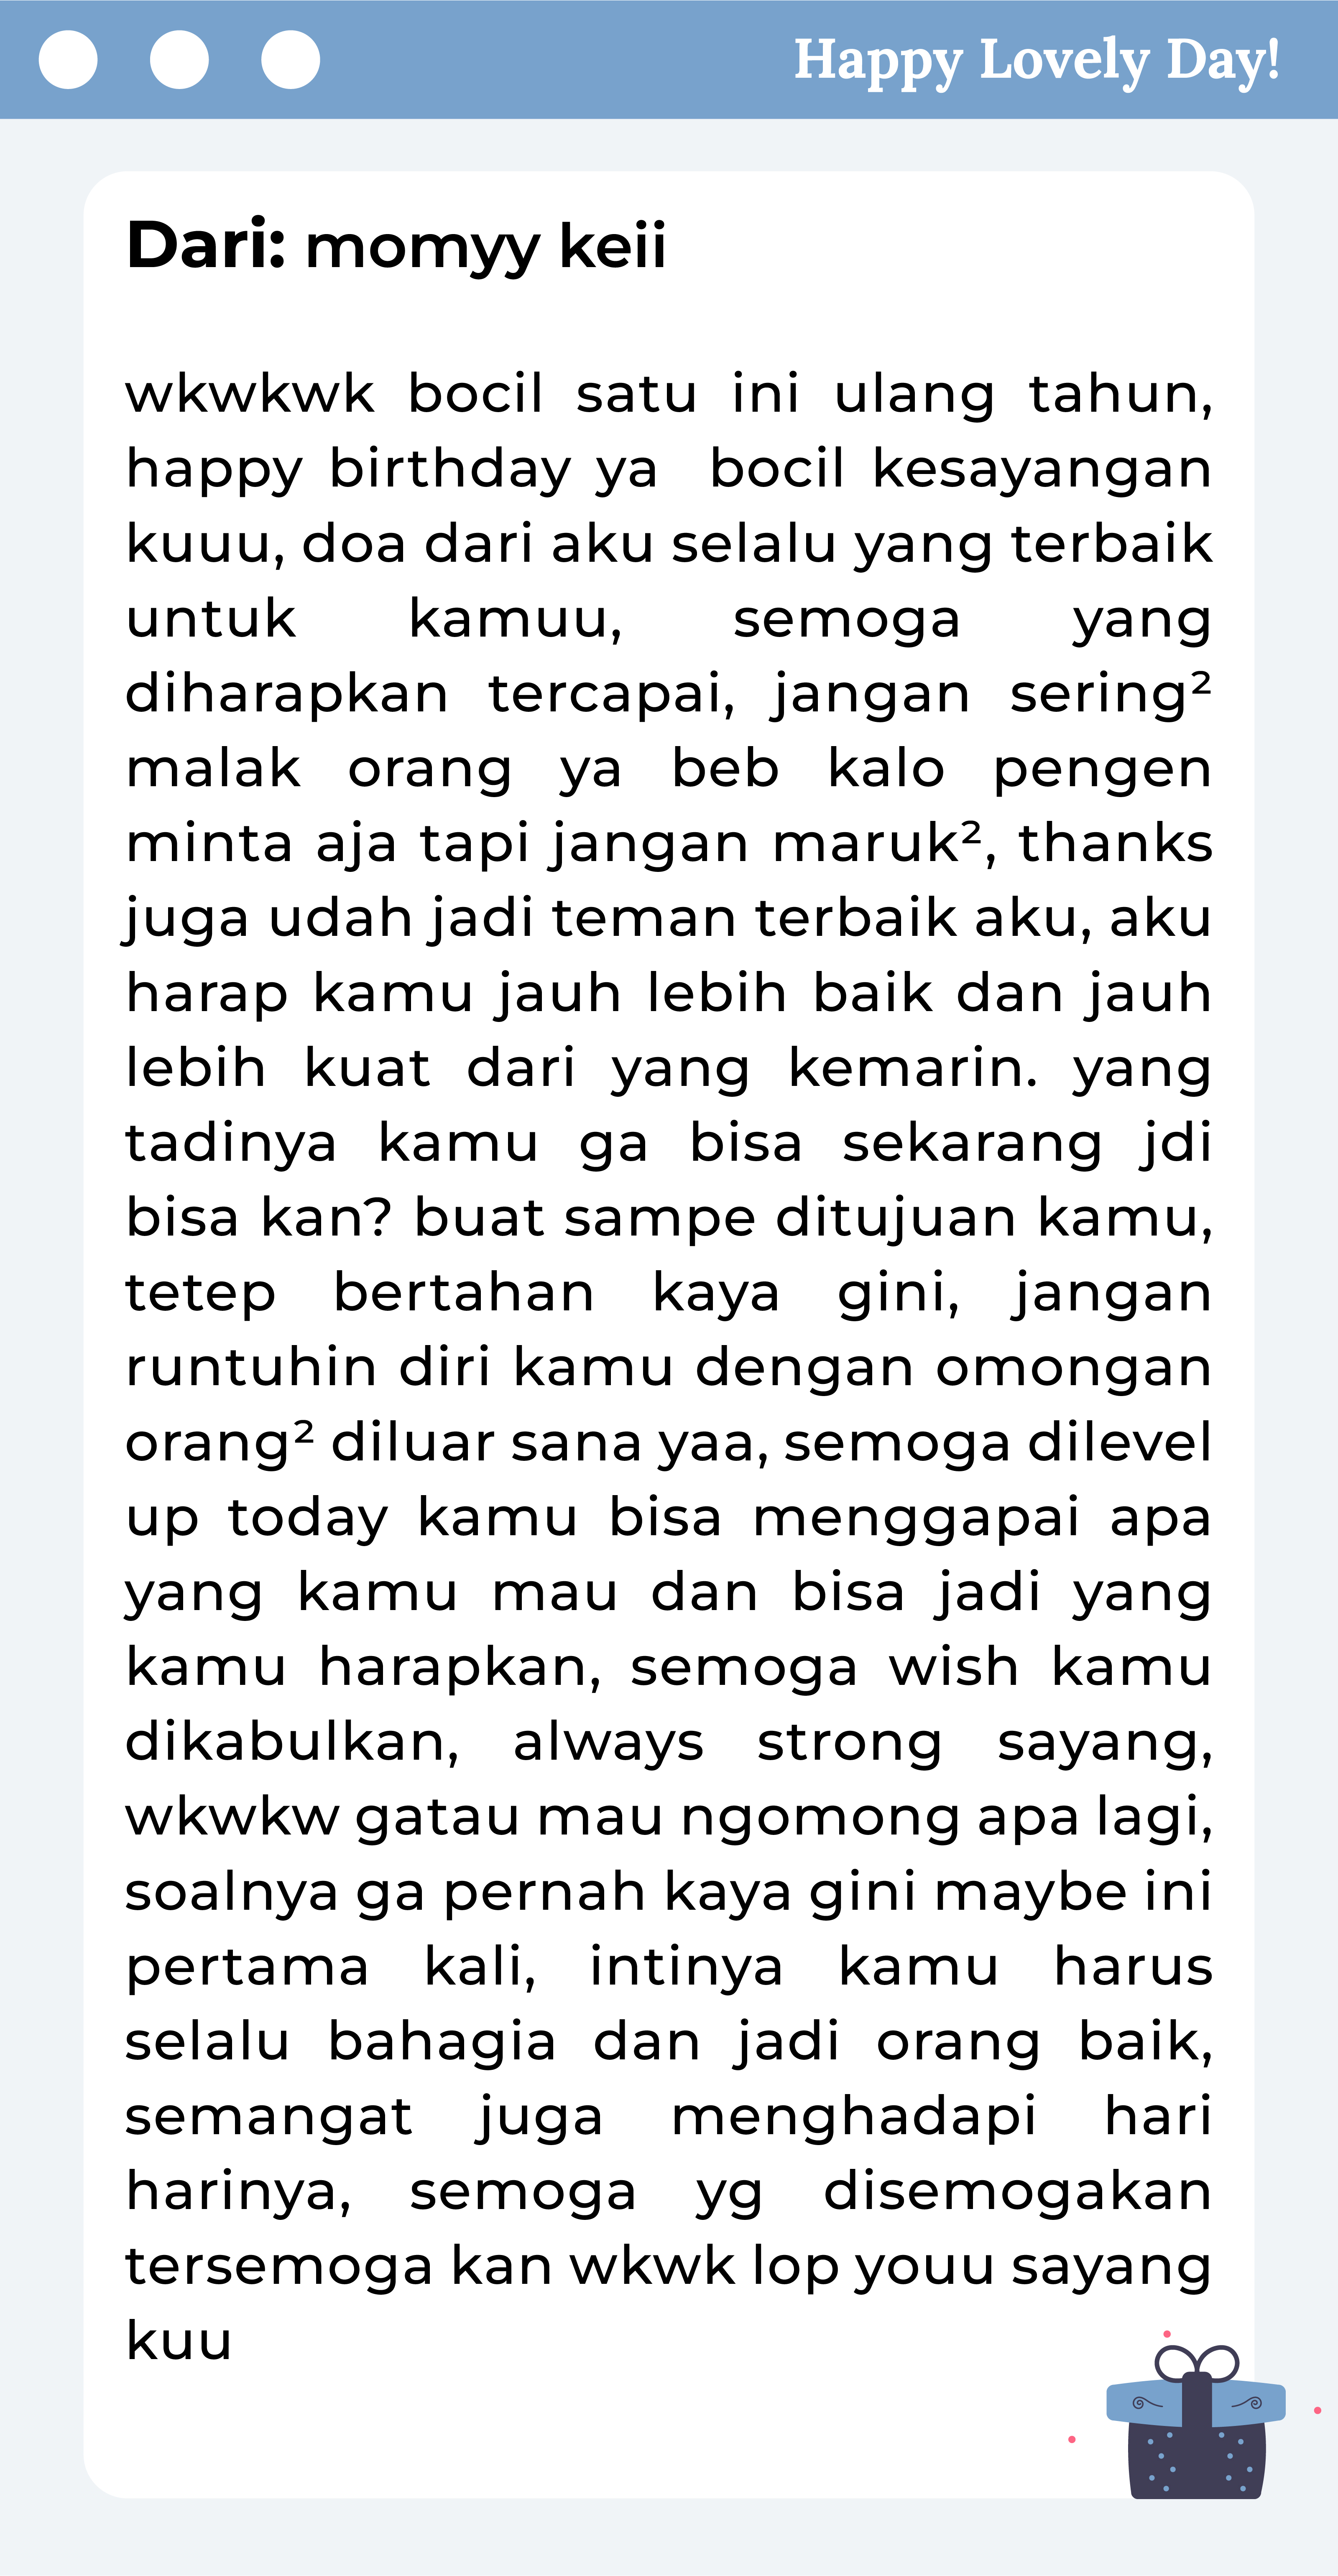 Happy Lovely Day!
Dari: momyy keii
wkwkwk bocil satu ini ulang tahun,
happy birthday ya  bocil kesayangan
kuuu, doa dari aku selalu yang terbaik
untuk kamuu, semoga yang
diharapkan tercapai, jangan sering²
malak orang ya beb kalo pengen
minta aja tapi jangan maruk², thanks
juga udah jadi teman terbaik aku, aku
harap kamu jauh lebih baik dan jauh
lebih kuat dari yang kemarin. yang
tadinya kamu ga bisa sekarang jdi
bisa kan? buat sampe ditujuan kamu,
tetep bertahan kaya gini, jangan
runtuhin diri kamu dengan omongan
orang² diluar sana yaa, semoga dilevel
up today kamu bisa menggapai apa
yang kamu mau dan bisa jadi yang
kamu harapkan, semoga wish kamu
dikabulkan, always strong sayang,
wkwkw gatau mau ngomong apa lagi,
soalnya ga pernah kaya gini maybe ini
pertama kali, intinya kamu harus
selalu bahagia dan jadi orang baik,
semangat juga menghadapi hari
harinya, semoga yg disemogakan
tersemoga kan wkwk lop youu sayang
kuu